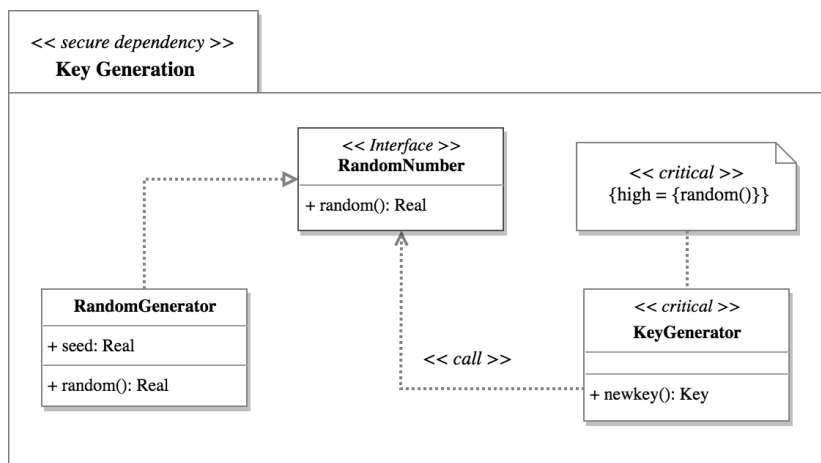 << secure dependency >>
Key Generation
<< Interface >>
RandomNumber
+ random(): Real
<< critical >>
{high = {random()}}
RandomGenerator
+ seed: Real
+ random(): Real
<< call >>
<< critical >>
KeyGenerator
+ newkey(): Key